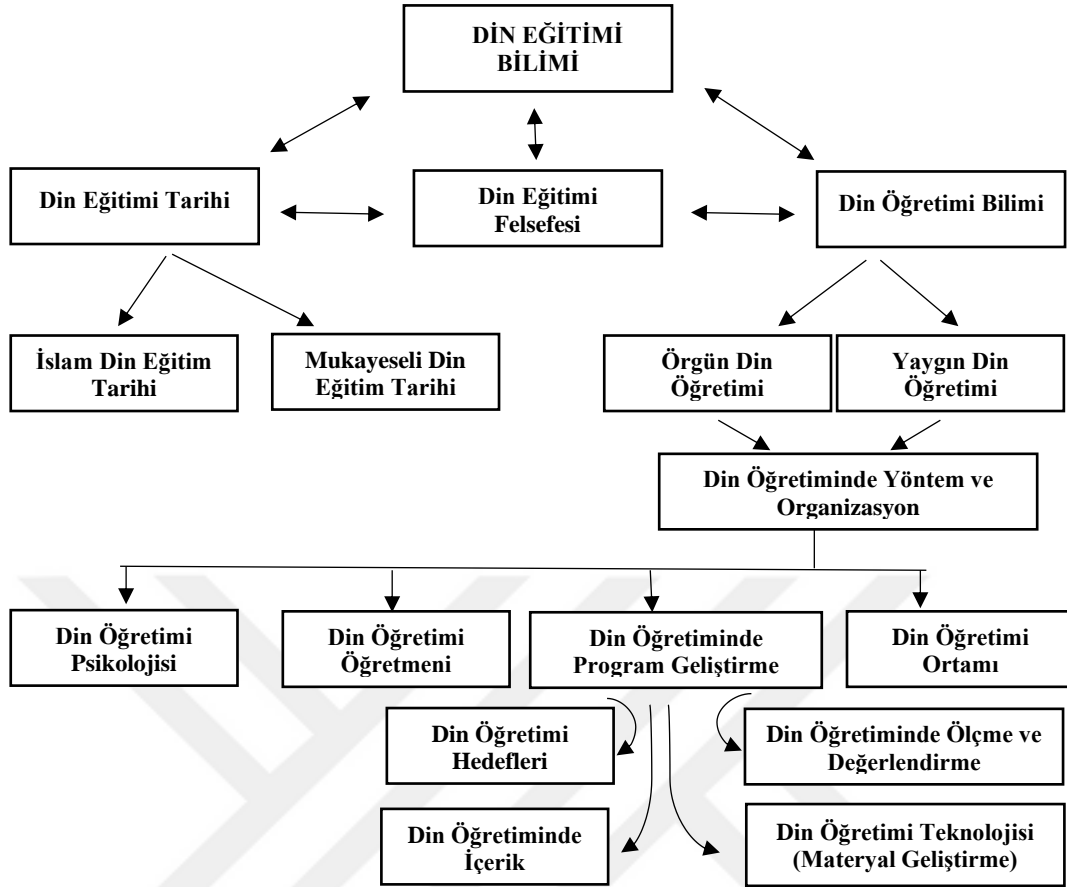 DİN EĞİTİMİ
BİLİMİ
Din Eğitimi Tarihi
Din Eğitimi
Felsefesi
Din Öğretimi Bilimi
İslam Din Eğitim
Tarihi
Mukayeseli Din
Eğitim Tarihi
Örgün Din
Öğretimi
Yaygın Din
Öğretimi
Din Öğretiminde Yöntem ve
Organizasyon
Din Öğretimi
Psikolojisi
Din Öğretimi
Öğretmeni
Din Öğretiminde
Program Geliştirme
Din Öğretimi
Ortamı
Din Öğretimi
Hedefleri
Din Öğretiminde Ölçme ve
Değerlendirme
Din Öğretiminde
İçerik
Din Öğretimi Teknolojisi
(Materyal Geliştirme)